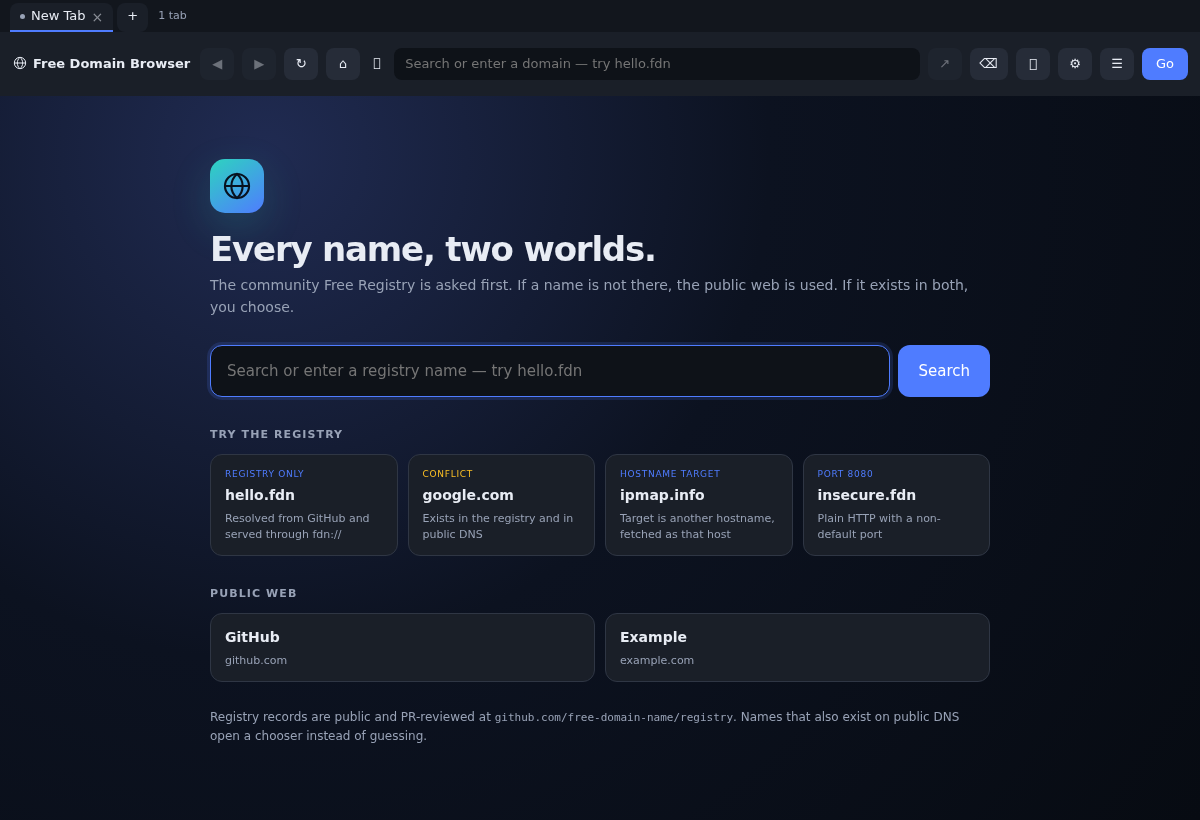 New Tab ×
+
1 tab
Free Domain Browser
Search or enter a domain — try hello.fdn
Go
Every name, two worlds.
The community Free Registry is asked first. If a name is not there, the public web is used. If it exists in both,
you choose.
Search or enter a registry name — try hello.fdn
Search
TRY THE REGISTRY
REGISTRY ONLY
hello.fdn
Resolved from GitHub and
served through fdn://
CONFLICT
google.com
Exists in the registry and in
public DNS
HOSTNAME TARGET
ipmap.info
Target is another hostname,
fetched as that host
PORT 8080
insecure.fdn
Plain HTTP with a non-
default port
PUBLIC WEB
GitHub
github.com
Example
example.com
Registry records are public and PR-reviewed at github.com/free-domain-name/registry. Names that also exist on public DNS
open a chooser instead of guessing.